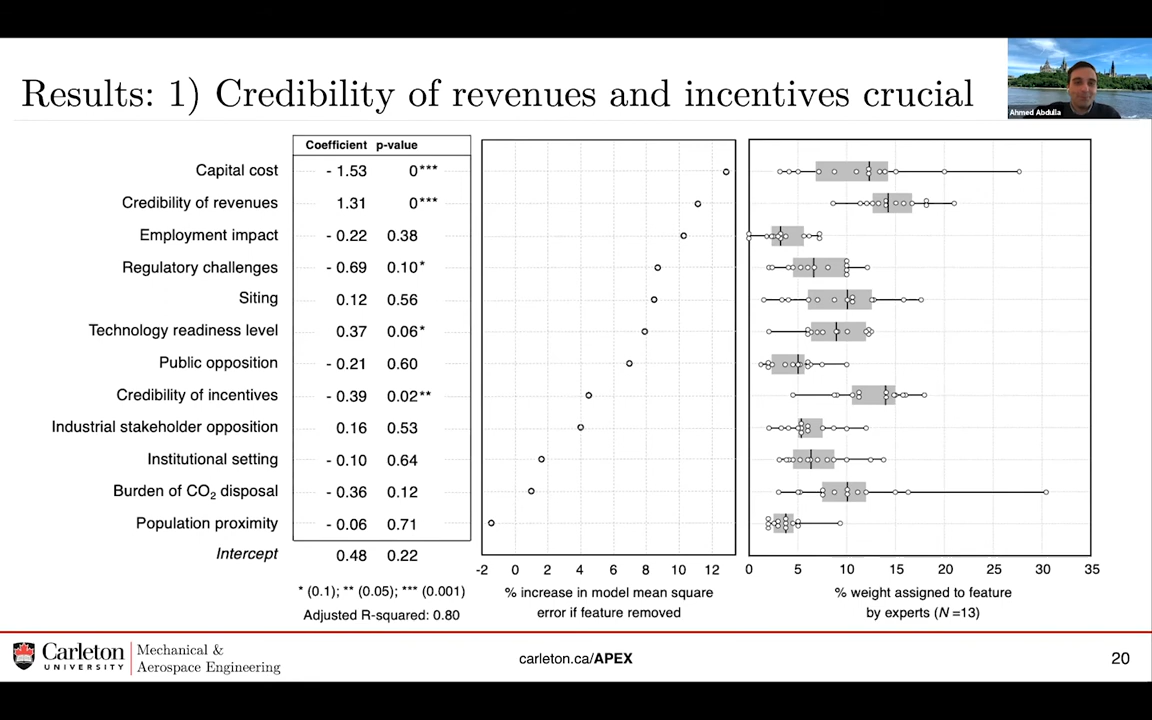 Results: 1) Credibility of revenues and incentives crucial
Ahmed Abdulla
Coefficient p-value
Capital cost - 1.53 0***
Credibility of revenues 1.31 0***
Employment impact - 0.22 0.38
Regulatory challenges - 0.69 0.10*
Siting 0.12 0.56
Technology readiness level 0.37 0.06*
Public opposition - 0.21 0.60
Credibility of incentives - 0.39 0.02**
Industrial stakeholder opposition 0.16 0.53
Institutional setting - 0.10 0.64
Burden of CO₂ disposal - 0.36 0.12
Population proximity - 0.06 0.71
Intercept 0.48 0.22
* (0.1); ** (0.05); *** (0.001)
Adjusted R-squared: 0.80
-2 0 2 4 6 8 10 12
% increase in model mean square
error if feature removed
0 5 10 15 20 25 30 35
% weight assigned to feature
by experts (N =13)
Carleton
UNIVERSITY
Mechanical &
Aerospace Engineering
carleton.ca/APEX
20